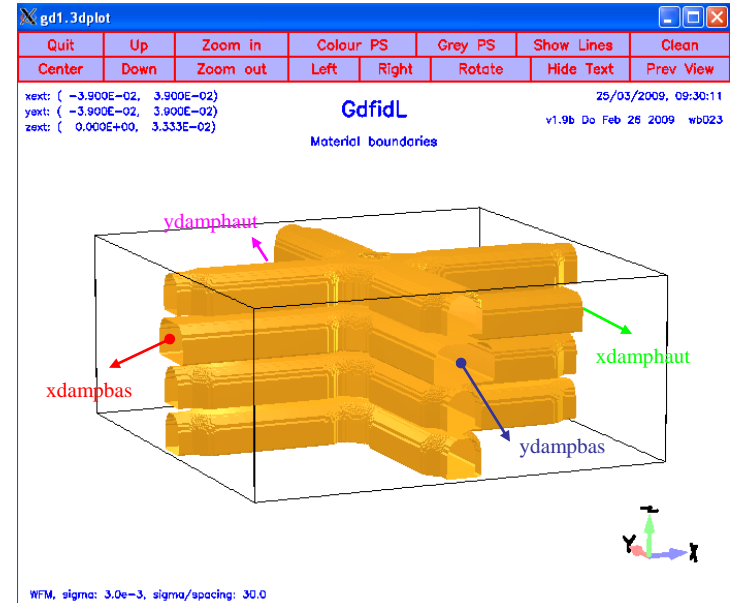 gd1.3dplot
Quit Up Zoom in Colour PS Grey PS Show Lines Clean
Center Down Zoom out Left Right Rotate Hide Text Prev View
xext: ( -3.900E-02, 3.900E-02)
yext: ( -3.900E-02, 3.900E-02)
zext: ( 0.000E+00, 3.333E-02)
GdfidL
Material boundaries
25/03/2009, 09:30:11
v1.9b Do Feb 26 2009 wb023
ydamphaut
xdamphaut
xdampbas
ydampbas
Z
Y
X
WFM, sigma: 3.0e-3, sigma/spacing: 30.0